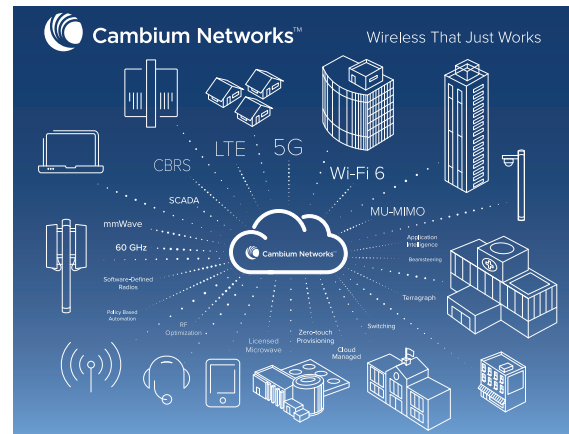 Cambium Networks™
Wireless That Just Works
5G
LTE
CBRS
Wi-Fi 6
SCADA
MU-MIMO
mmWave
60 GHz
Application
Intelligence
Beamsteering
Cambium Networks™
Software-Defined
Radios
Terragraph
Policy Based
Automation
RF
Optimization
Licensed
Microwave
Zero-touch
Provisioning
Switching
Cloud
Managed